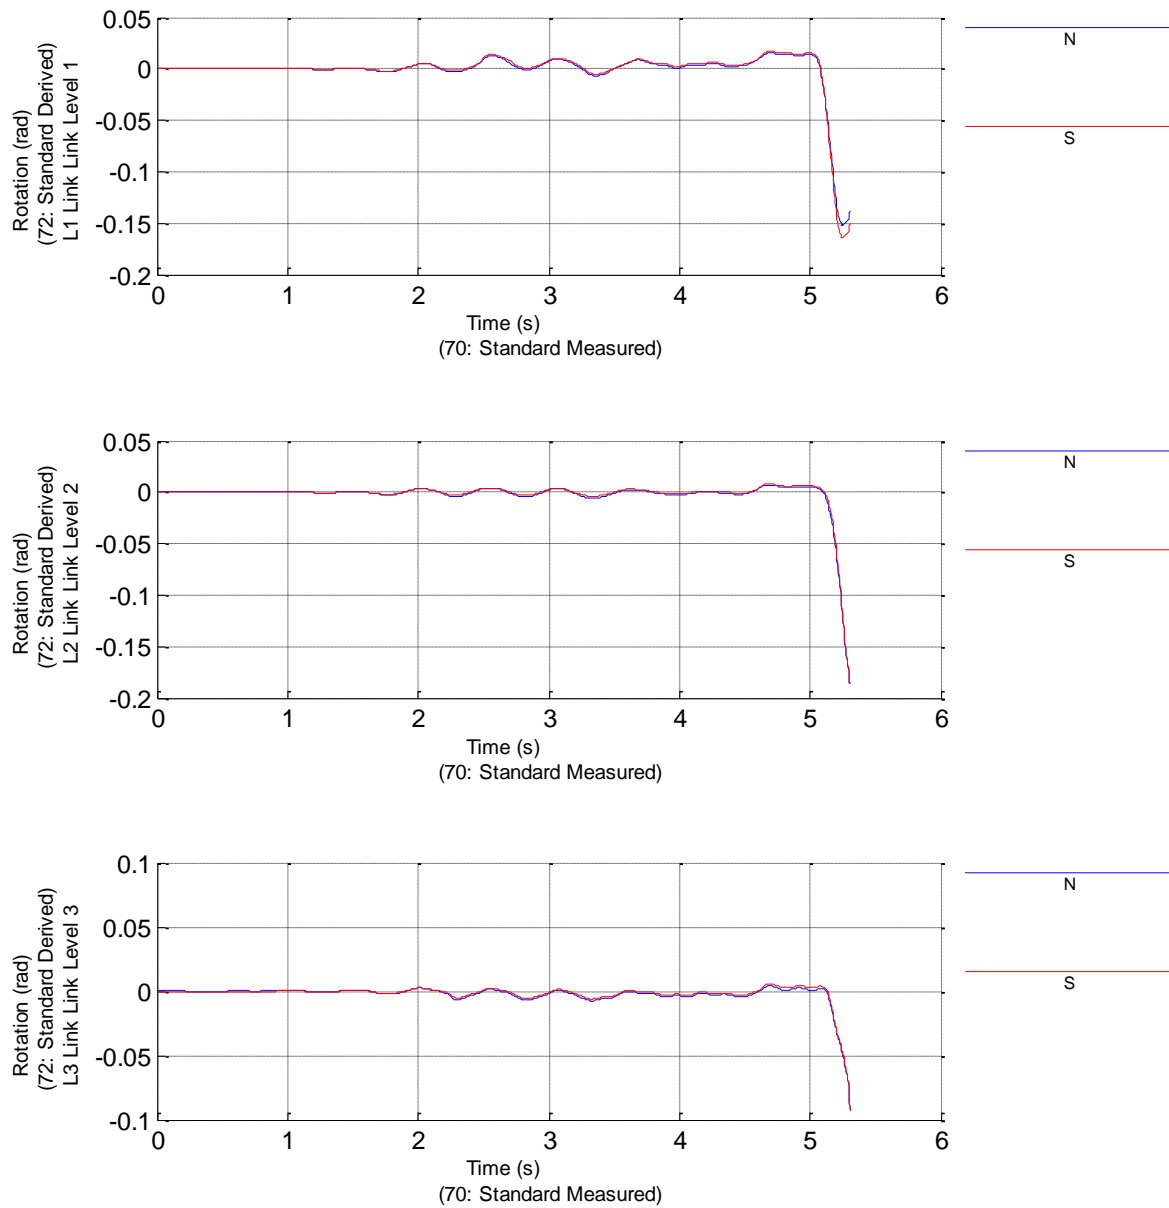 Rotation (rad)
(72: Standard Derived)
L1 Link Link Level 1
0.05
0
-0.05
-0.1
-0.15
-0.2
0 1 2 3 4 5 6
Time (s)
(70: Standard Measured)
N
S
Rotation (rad)
(72: Standard Derived)
L2 Link Link Level 2
0.05
0
-0.05
-0.1
-0.15
-0.2
0 1 2 3 4 5 6
Time (s)
(70: Standard Measured)
N
S
Rotation (rad)
(72: Standard Derived)
L3 Link Link Level 3
0.1
0.05
0
-0.05
-0.1
0 1 2 3 4 5 6
Time (s)
(70: Standard Measured)
N
S